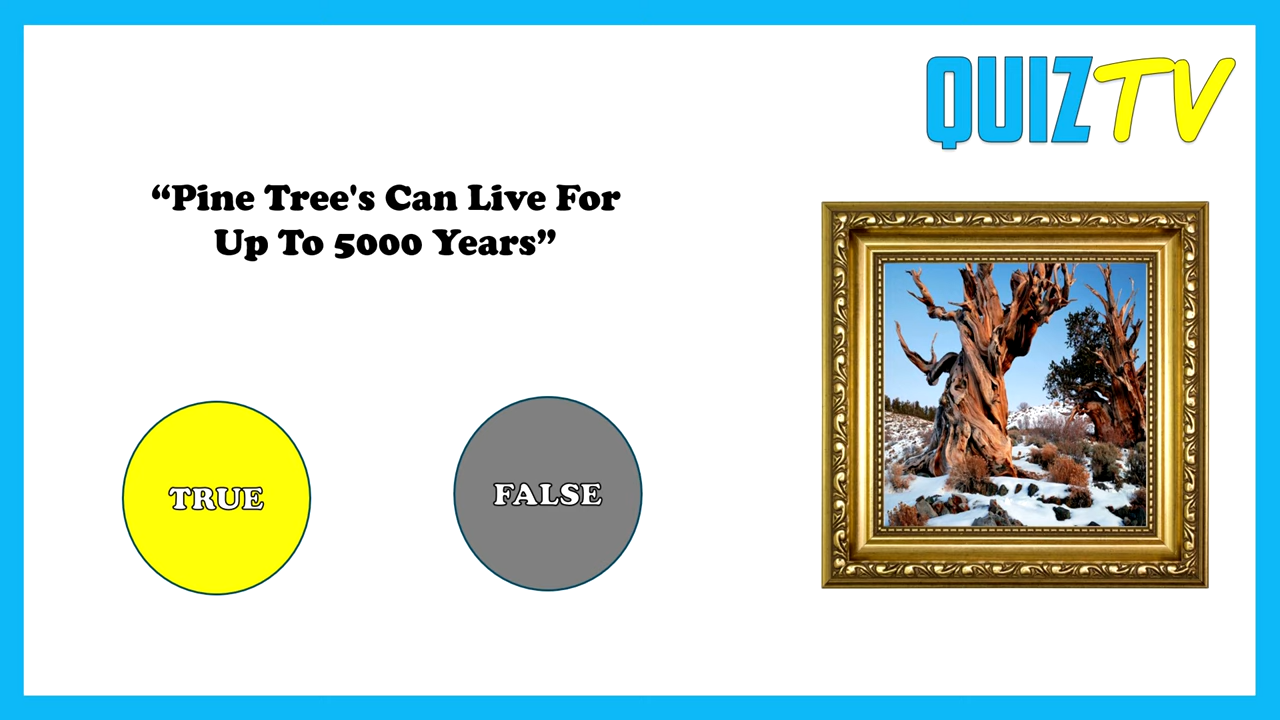 QUIZTV
“Pine Tree's Can Live For
Up To 5000 Years”
TRUE
FALSE